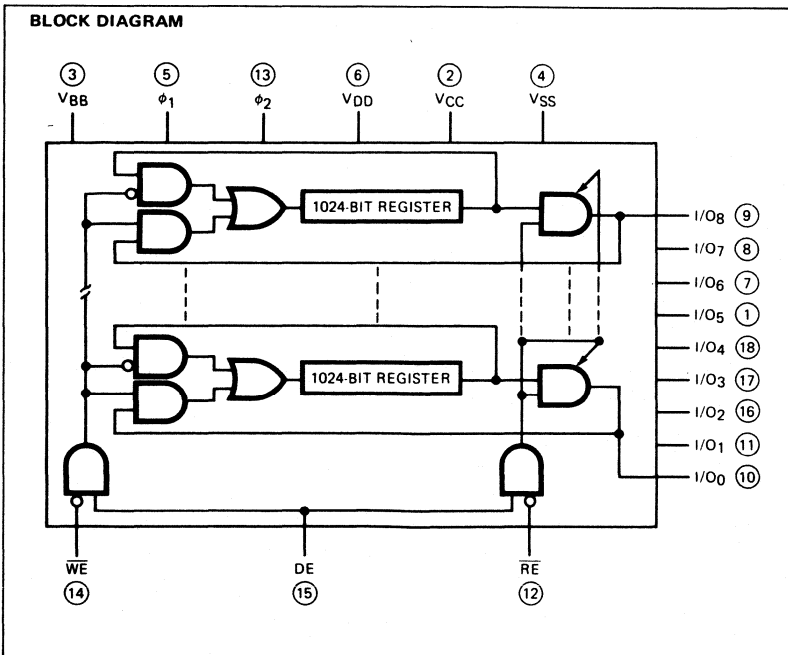 BLOCK DIAGRAM
3 5 13 6 2 4
VBB ϕ1 ϕ2 VDD VCC VSS
1024-BIT REGISTER
I/O8 9
I/O7 8
I/O6 7
I/O5 1
I/O4 18
1024-BIT REGISTER
I/O3 17
I/O2 16
I/O1 11
I/O0 10
W̅E̅ DE R̅E̅
14 15 12